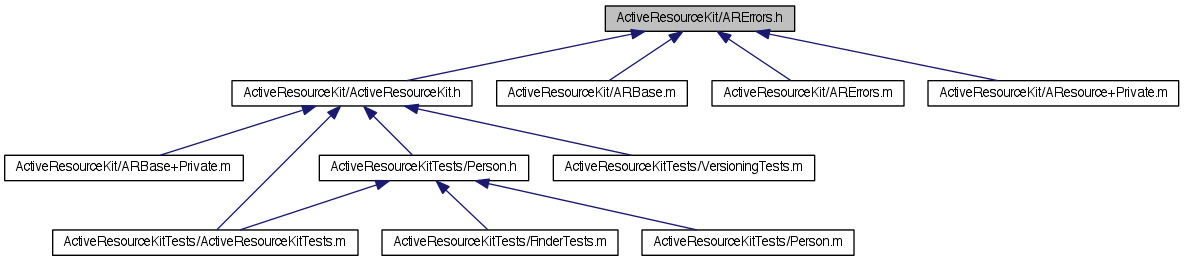 ActiveResourceKit/ARErrors.h
ActiveResourceKit/ActiveResourceKit.h
ActiveResourceKit/ARBase.m
ActiveResourceKit/ARErrors.m
ActiveResourceKit/AResource+Private.m
ActiveResourceKit/ARBase+Private.m
ActiveResourceKitTests/Person.h
ActiveResourceKitTests/VersioningTests.m
ActiveResourceKitTests/ActiveResourceKitTests.m
ActiveResourceKitTests/FinderTests.m
ActiveResourceKitTests/Person.m